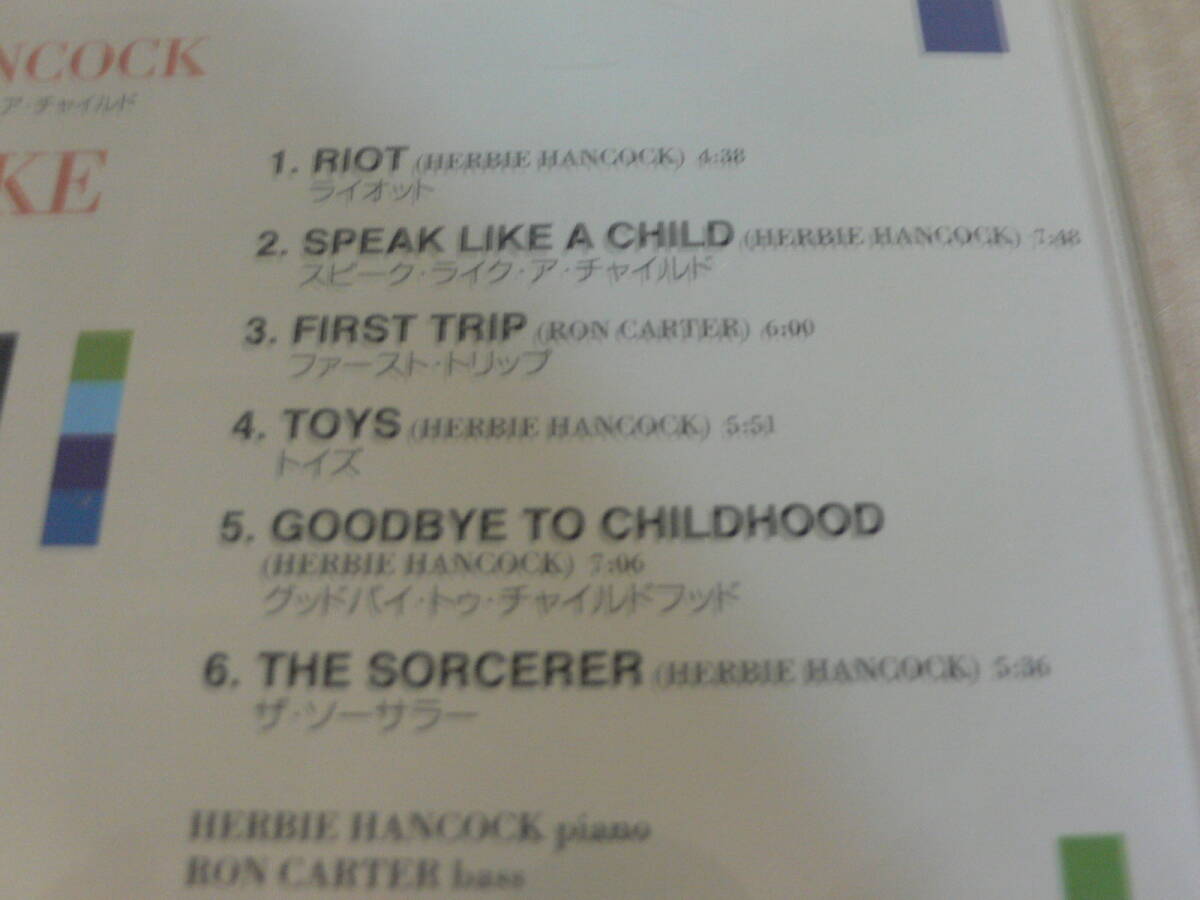 NCOCK
ア・チャイルド
KE
1. RIOT (HERBIE HANCOCK) 4:38
ライオット
2. SPEAK LIKE A CHILD (HERBIE HANCOCK) 7:48
スピーク・ライク・ア・チャイルド
3. FIRST TRIP (RON CARTER) 6:00
ファースト・トリップ
4. TOYS (HERBIE HANCOCK) 5:51
トイズ
5. GOODBYE TO CHILDHOOD
(HERBIE HANCOCK) 7:06
グッドバイ・トゥ・チャイルドフッド
6. THE SORCERER (HERBIE HANCOCK) 5:36
ザ・ソーサラー
HERBIE HANCOCK piano
RON CARTER bass